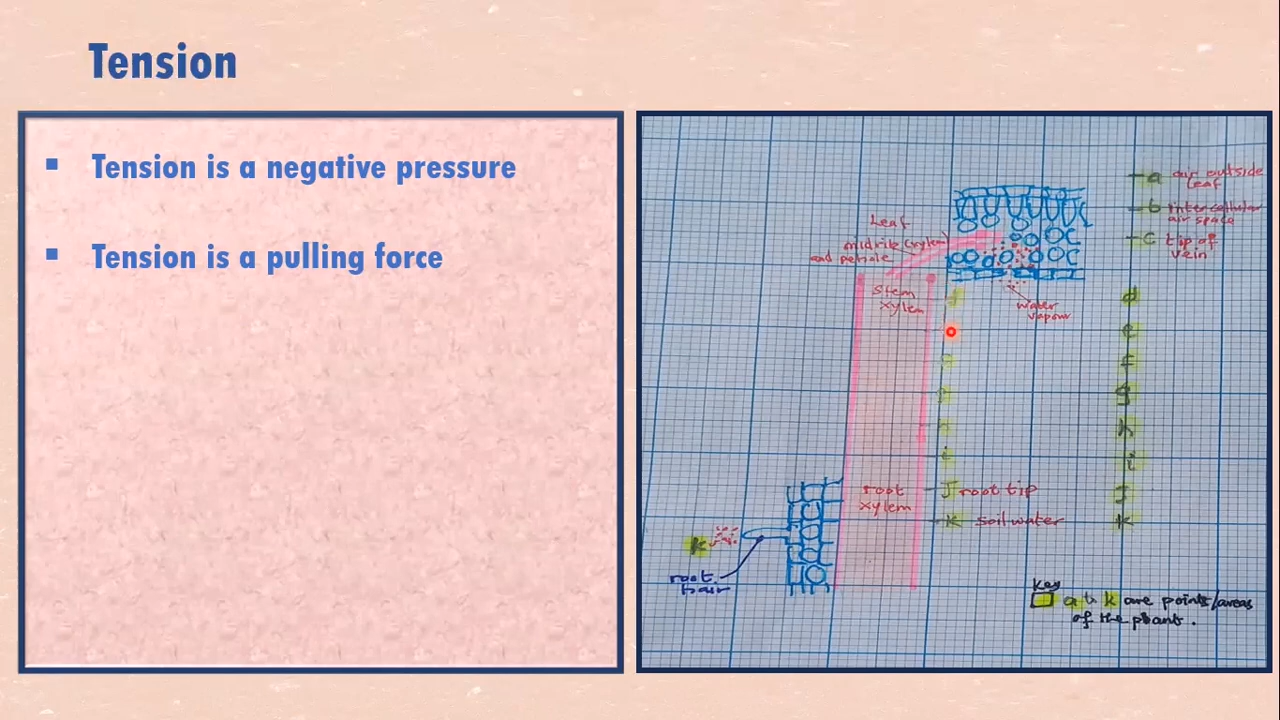 Tension
Tension is a negative pressure
Tension is a pulling force
a air outside
leaf
b intercellular
air space
c tip of
vein
Leaf
midrib (xylem)
and petiole
Stem
xylem
water
vapour
d
e
f
g
h
i
J
k
h
i
root
xylem
J root tip
k soil water
k
root
hair
Key
a to k are points/areas
of the plants.